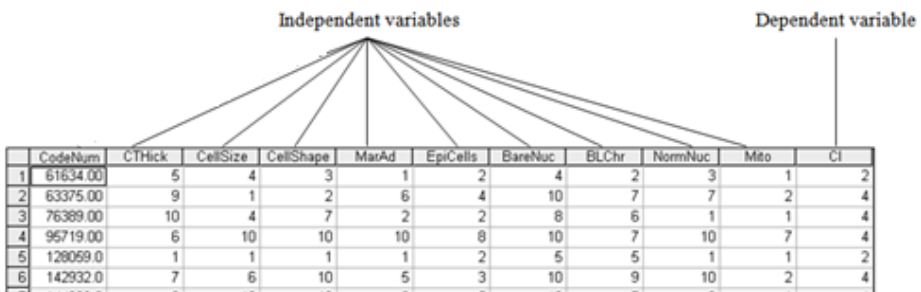 Independent variables Dependent variable
CodeNum CTHick CellSize CellShape MarAd EpiCells BareNuc BLChr NormNuc Mito Cl
1 61634.00 5 4 3 1 2 4 2 3 1 2
2 63375.00 9 1 2 6 4 10 7 7 2 4
3 76389.00 10 4 7 2 2 8 6 1 1 4
4 95719.00 6 10 10 10 8 10 7 10 7 4
5 128059.0 1 1 1 1 2 5 5 1 1 2
6 142932.0 7 6 10 5 3 10 9 10 2 4